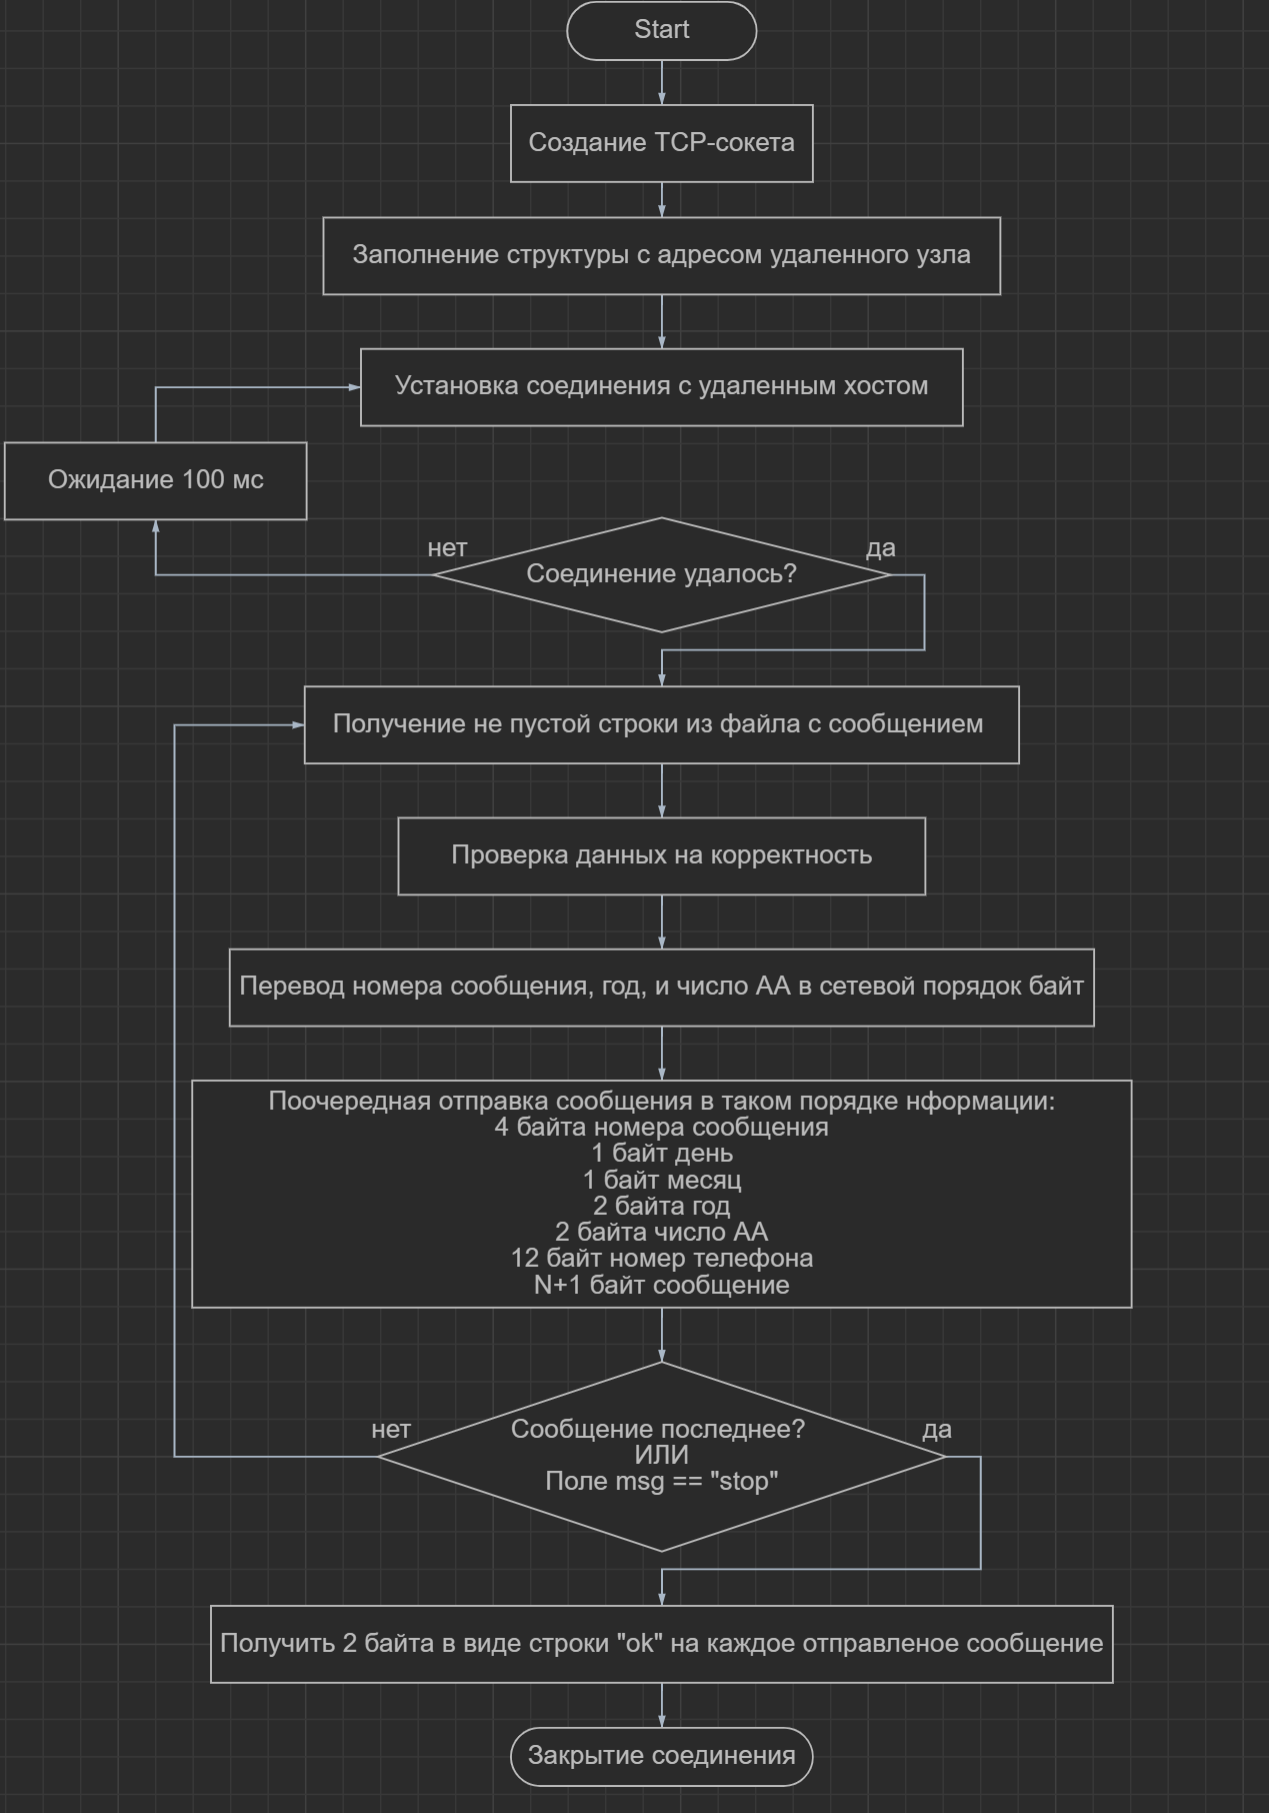 Start
Создание TCP-сокета
Заполнение структуры с адресом удаленного узла
Установка соединения с удаленным хостом
Ожидание 100 мс
нет
да
Соединение удалось?
Получение не пустой строки из файла с сообщением
Проверка данных на корректность
Перевод номера сообщения, год, и число AA в сетевой порядок байт
Поочередная отправка сообщения в таком порядке нформации:
4 байта номера сообщения
1 байт день
1 байт месяц
2 байта год
2 байта число AA
12 байт номер телефона
N+1 байт сообщение
нет
да
Сообщение последнее?
ИЛИ
Поле msg == "stop"
Получить 2 байта в виде строки "ok" на каждое отправленое сообщение
Закрытие соединения